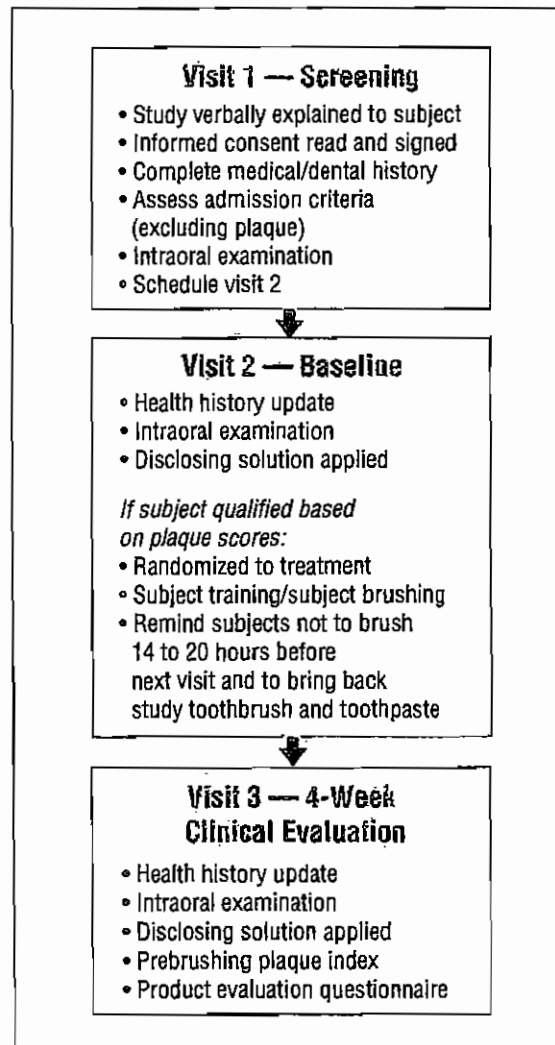 Visit 1 — Screening
• Study verbally explained to subject
• Informed consent read and signed
• Complete medical/dental history
• Assess admission criteria
(excluding plaque)
• Intraoral examination
• Schedule visit 2
Visit 2 — Baseline
• Health history update
• Intraoral examination
• Disclosing solution applied
If subject qualified based
on plaque scores:
• Randomized to treatment
• Subject training/subject brushing
• Remind subjects not to brush
14 to 20 hours before
next visit and to bring back
study toothbrush and toothpaste
Visit 3 — 4-Week
Clinical Evaluation
• Health history update
• Intraoral examination
• Disclosing solution applied
• Prebrushing plaque index
• Product evaluation questionnaire